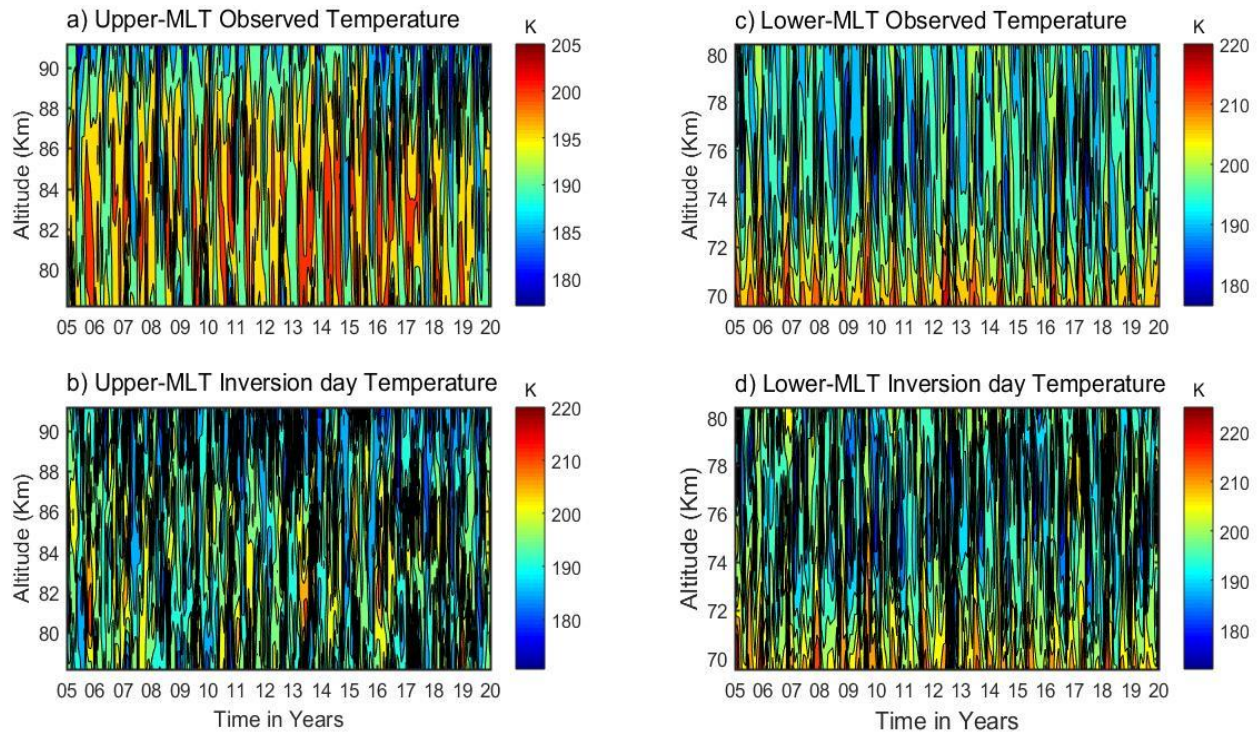 a) Upper-MLT Observed Temperature
K
Altitude (Km)
90
88
86
84
82
80
05 06 07 08 09 10 11 12 13 14 15 16 17 18 19 20
205
200
195
190
185
180
c) Lower-MLT Observed Temperature
K
Altitude (Km)
80
78
76
74
72
70
05 06 07 08 09 10 11 12 13 14 15 16 17 18 19 20
220
210
200
190
180
b) Upper-MLT Inversion day Temperature
K
Altitude (Km)
90
88
86
84
82
80
05 06 07 08 09 10 11 12 13 14 15 16 17 18 19 20
Time in Years
220
210
200
190
180
d) Lower-MLT Inversion day Temperature
K
Altitude (Km)
80
78
76
74
72
70
05 06 07 08 09 10 11 12 13 14 15 16 17 18 19 20
Time in Years
220
210
200
190
180